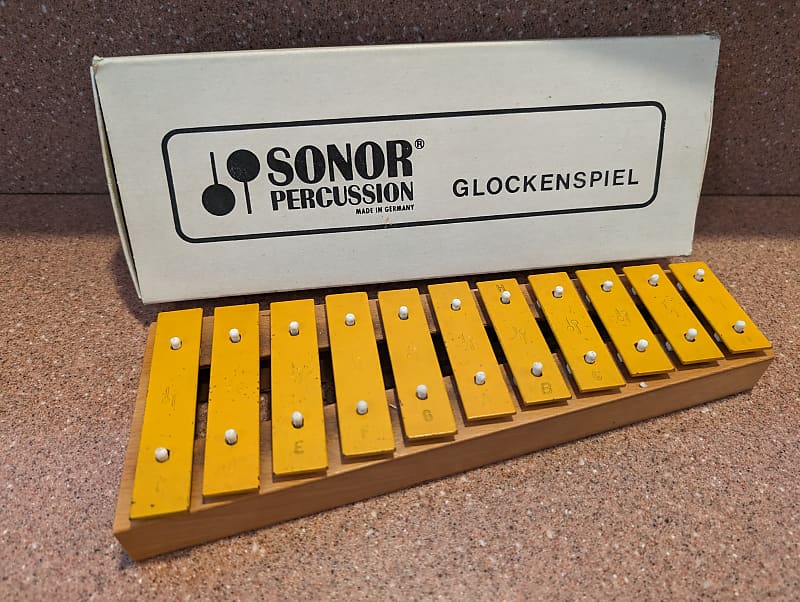 SONOR®
PERCUSSION
MADE IN GERMANY
GLOCKENSPIEL
H
E F G B